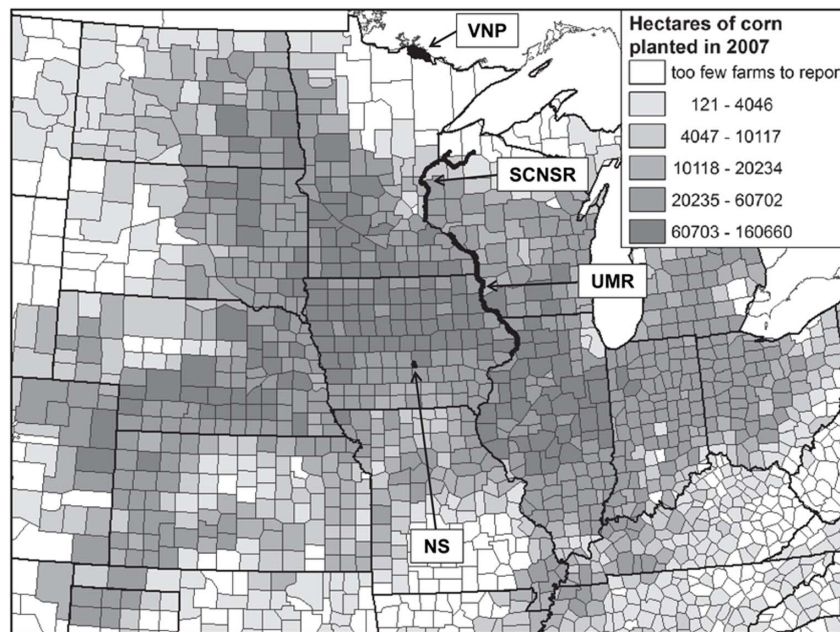 VNP
Hectares of corn
planted in 2007
too few farms to report
121 - 4046
4047 - 10117
10118 - 20234
20235 - 60702
60703 - 160660
SCNSR
UMR
NS